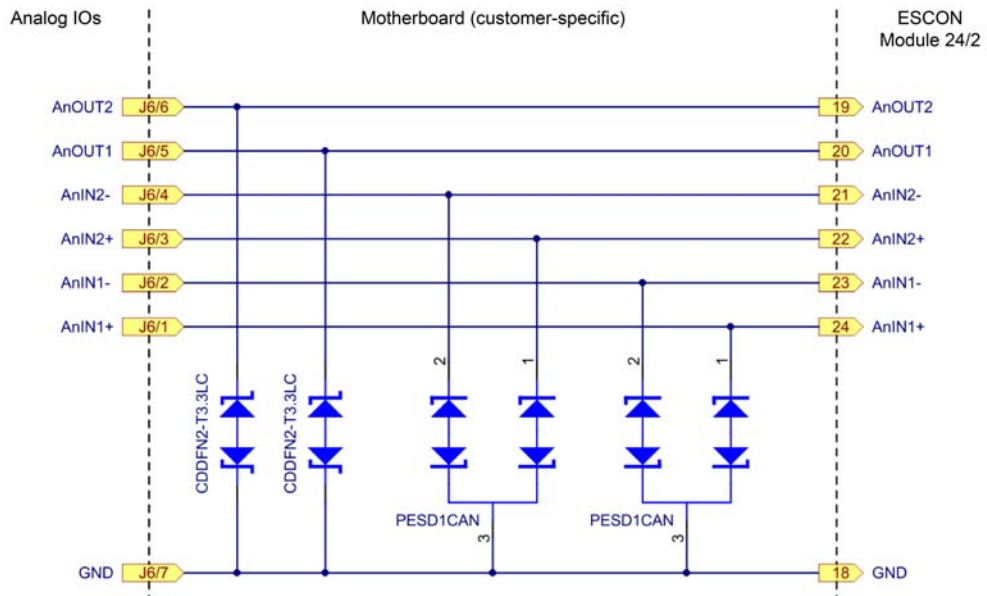 Analog IOs Motherboard (customer-specific) ESCON
Module 24/2
AnOUT2 J6/6 19 AnOUT2
AnOUT1 J6/5 20 AnOUT1
AnIN2- J6/4 21 AnIN2-
AnIN2+ J6/3 22 AnIN2+
AnIN1- J6/2 23 AnIN1-
AnIN1+ J6/1 24 AnIN1+
2 1 2 1
CDDFN2-T3.3LC
CDDFN2-T3.3LC
PESD1CAN PESD1CAN
3 3
GND J6/7 18 GND